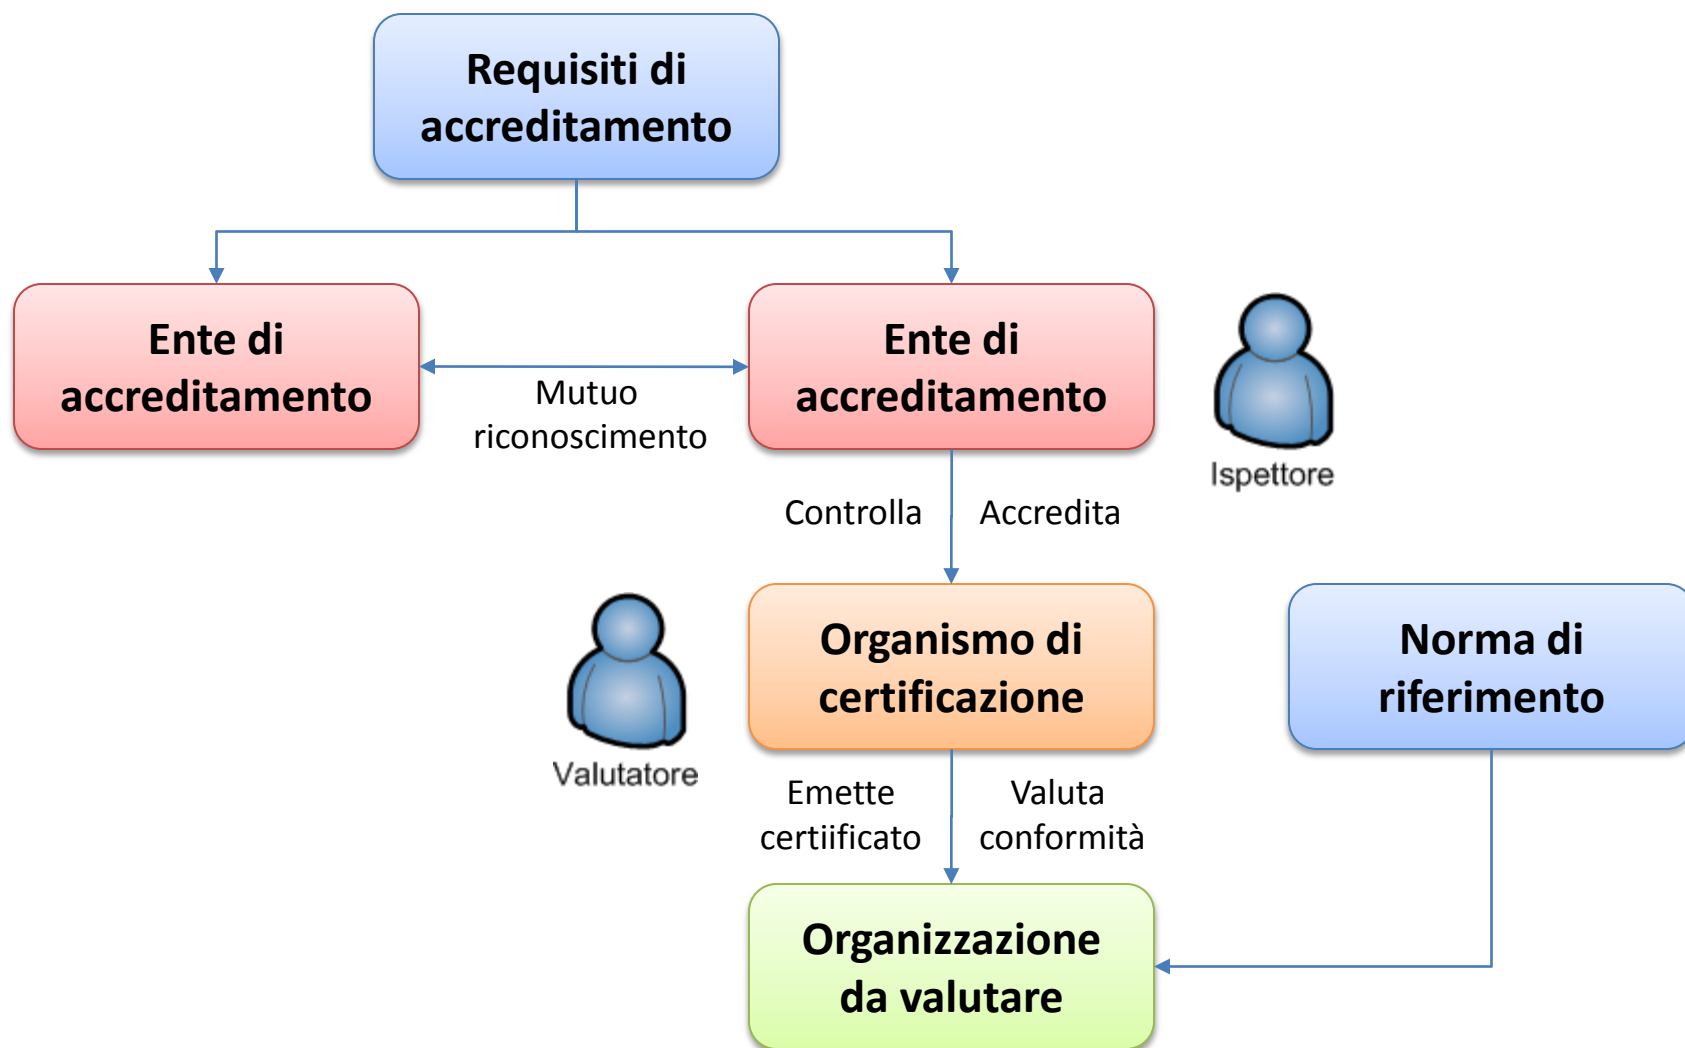 Requisiti di
accreditamento
Ente di
accreditamento
Mutuo
riconoscimento
Ente di
accreditamento
Ispettore
Controlla
Accredita
Valutatore
Organismo di
certificazione
Norma di
riferimento
Emette
certiificato
Valuta
conformità
Organizzazione
da valutare